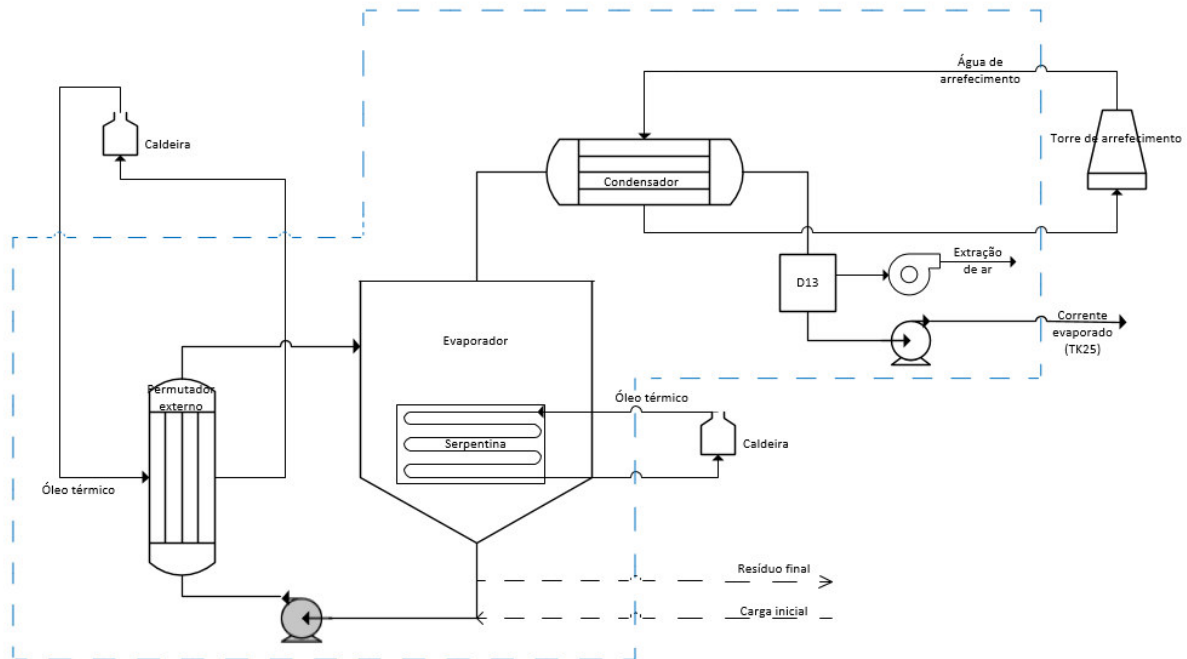 Água de
arrefecimento
Caldeira
Torre de arrefecimento
Condensador
Extração
de ar
D13
Corrente
evaporado
(TK25)
Evaporador
Permutador
externo
Óleo térmico
Serpentina
Caldeira
Óleo térmico
Resíduo final
Carga inicial